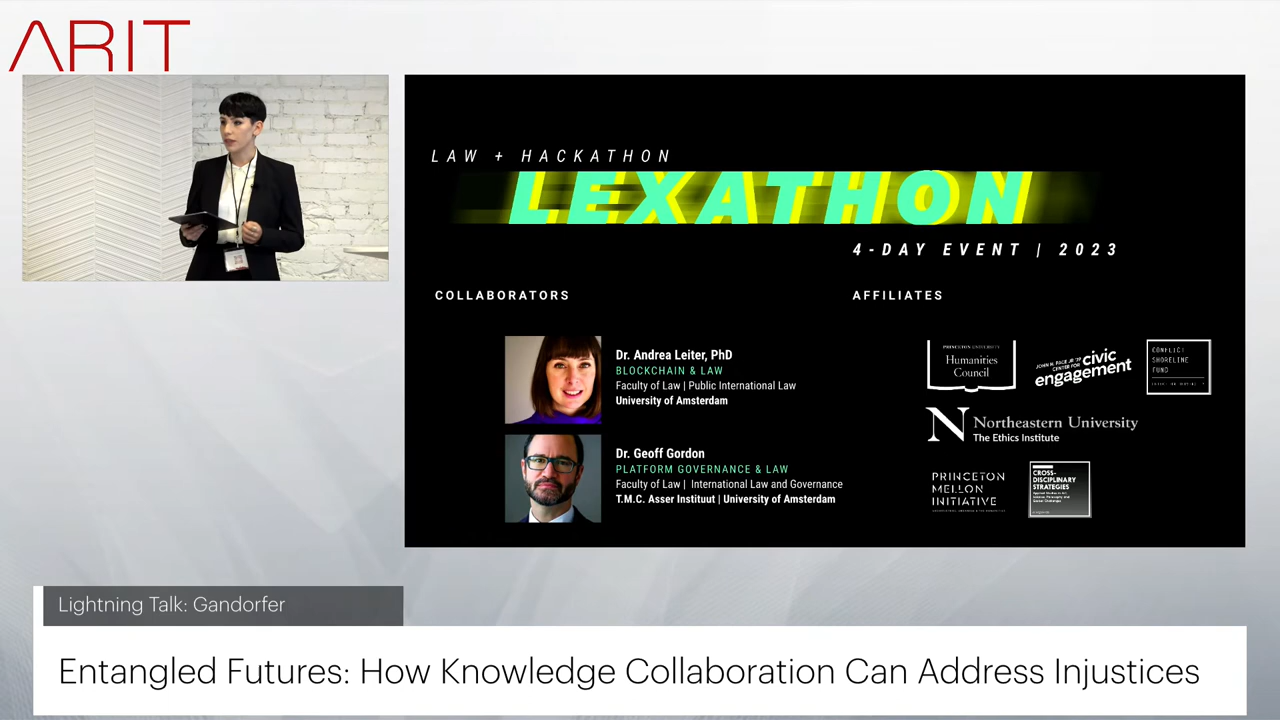 ARIT
LAW + HACKATHON
LEXATHON
4-DAY EVENT | 2023
COLLABORATORS
AFFILIATES
Dr. Andrea Leiter, PhD
BLOCKCHAIN & LAW
Faculty of Law | Public International Law
University of Amsterdam
Dr. Geoff Gordon
PLATFORM GOVERNANCE & LAW
Faculty of Law | International Law and Governance
T.M.C. Asser Instituut | University of Amsterdam
PRINCETON UNIVERSITY
Humanities
Council
JOHN H. PACE JR. '39
CENTER FOR
civic
engagement
CONFLICT
SHORELINE
FUND
N Northeastern University
The Ethics Institute
PRINCETON
MELLON
INITIATIVE
CROSS-
DISCIPLINARY
STRATEGIES
Lightning Talk: Gandorfer
Entangled Futures: How Knowledge Collaboration Can Address Injustices